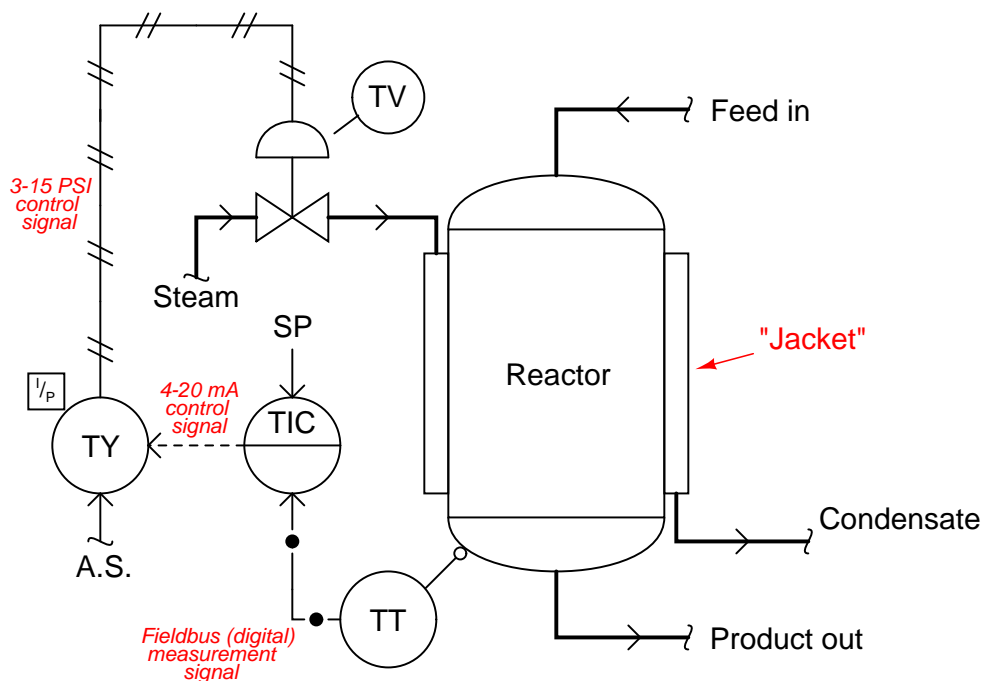 TV
Feed in
3-15 PSI
control
signal
Steam
SP
"Jacket"
Reactor
I/P
4-20 mA
control
signal
TIC
TY
A.S.
Condensate
TT
Fieldbus (digital)
measurement
signal
Product out